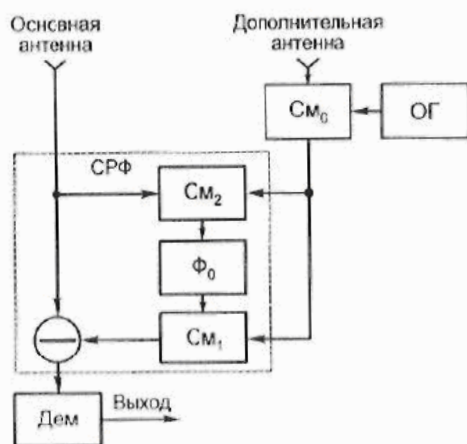 Основная
антенна
Дополнительная
антенна
См₀
ОГ
СРФ
См₂
Ф₀
См₁
Дем
Выход